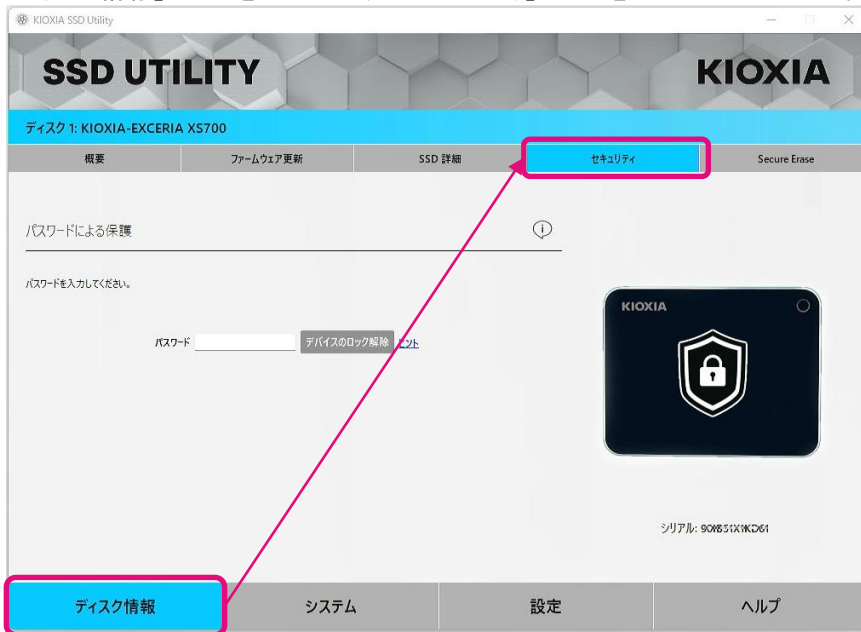 KIOXIA SSD Utility
SSD UTILITY
KIOXIA
ディスク 1: KIOXIA-EXCERIA XS700
概要
ファームウェア更新
SSD 詳細
セキュリティ
Secure Erase
パスワードによる保護
パスワードを入力してください。
パスワード
デバイスのロック解除
ヒント
KIOXIA
シリアル:
ディスク情報
システム
設定
ヘルプ